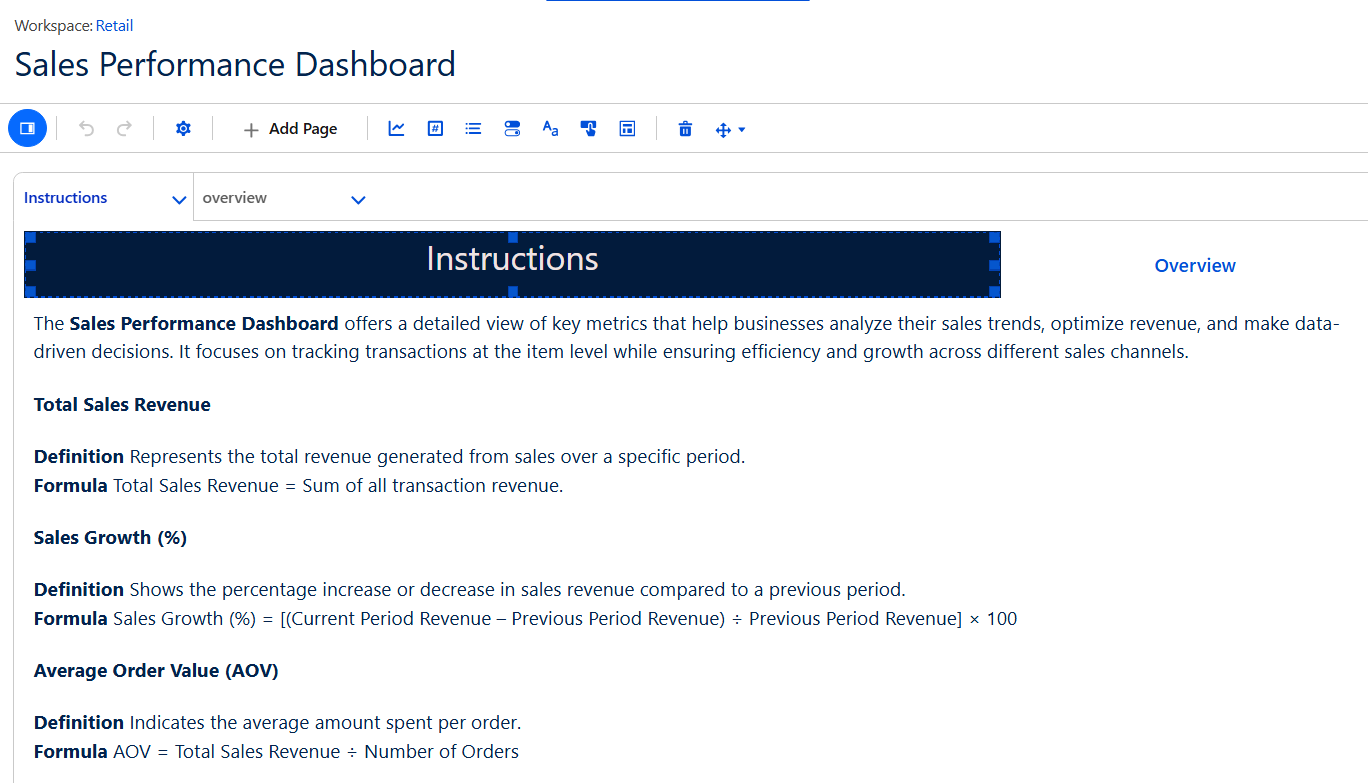 Workspace: Retail
Sales Performance Dashboard
Add Page
Instructions
overview
Instructions
Overview
The Sales Performance Dashboard offers a detailed view of key metrics that help businesses analyze their sales trends, optimize revenue, and make data-
driven decisions. It focuses on tracking transactions at the item level while ensuring efficiency and growth across different sales channels.
Total Sales Revenue
Definition Represents the total revenue generated from sales over a specific period.
Formula Total Sales Revenue = Sum of all transaction revenue.
Sales Growth (%)
Definition Shows the percentage increase or decrease in sales revenue compared to a previous period.
Formula Sales Growth (%) = [(Current Period Revenue – Previous Period Revenue) ÷ Previous Period Revenue] × 100
Average Order Value (AOV)
Definition Indicates the average amount spent per order.
Formula AOV = Total Sales Revenue ÷ Number of Orders